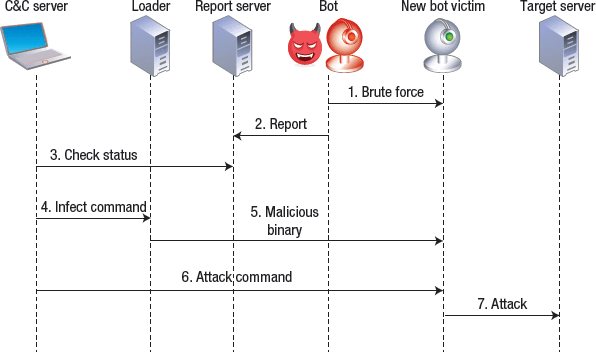 C&C server
Loader
Report server
Bot
New bot victim
Target server
1. Brute force
2. Report
3. Check status
4. Infect command
5. Malicious
binary
6. Attack command
7. Attack